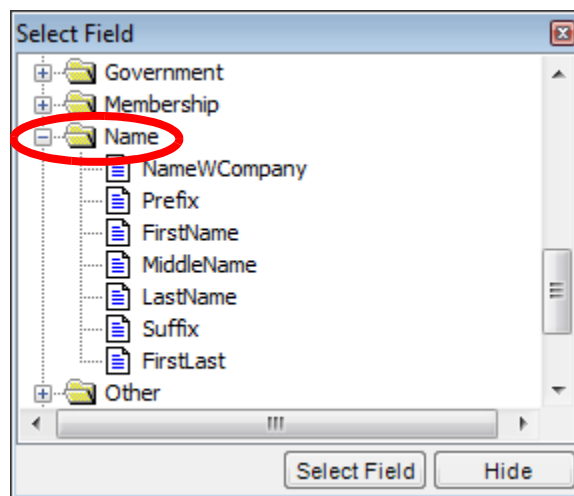 Select Field
Government
Membership
Name
NameWCompany
Prefix
FirstName
MiddleName
LastName
Suffix
FirstLast
Other
Select Field Hide